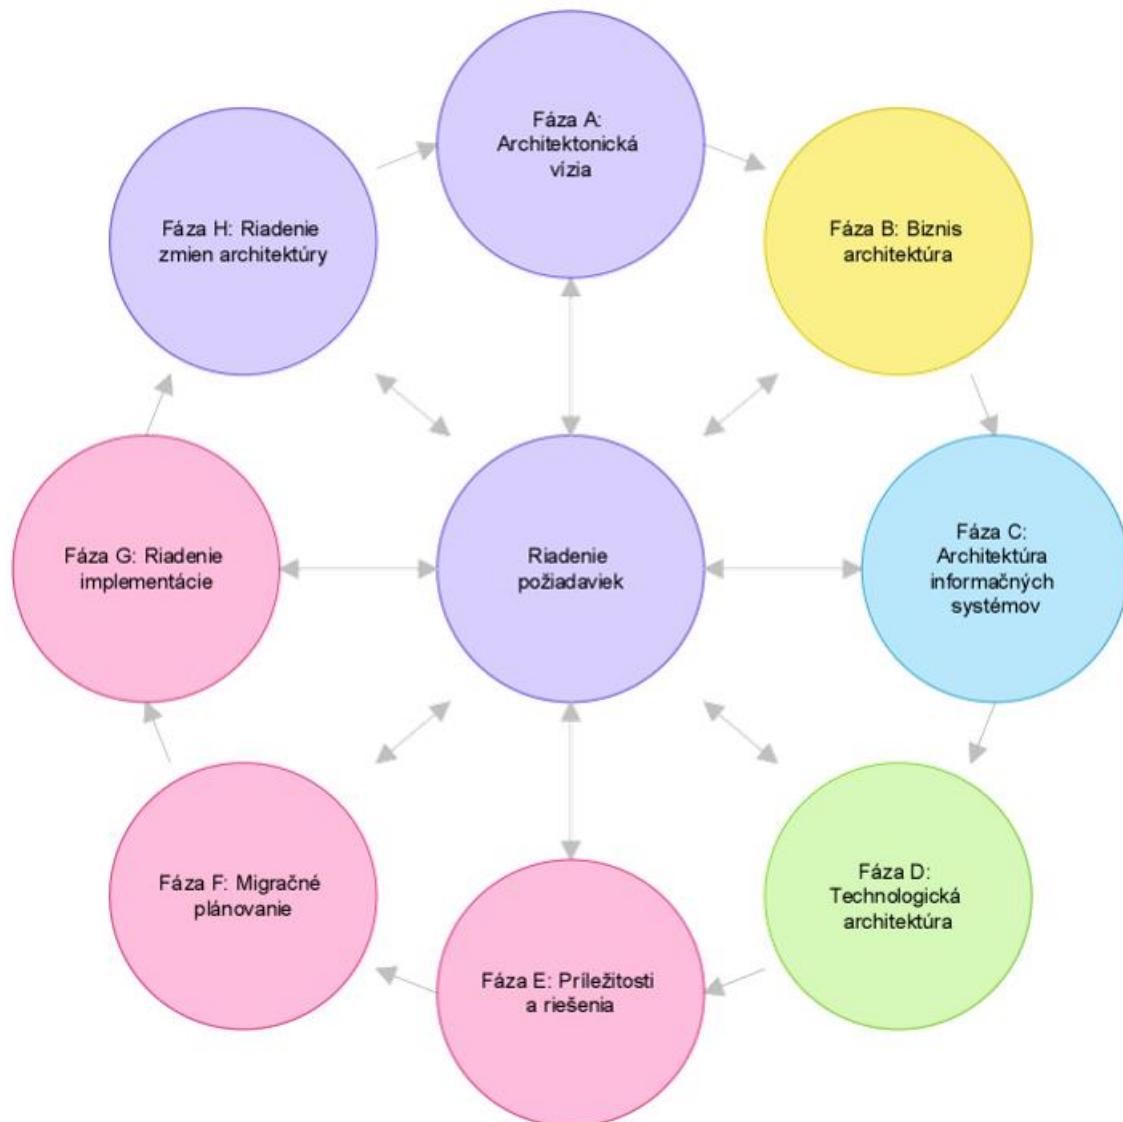 Fáza A:
Architektonická
vízia
Fáza B: Biznis
architektúra
Fáza C:
Architektúra
informačných
systémov
Fáza D:
Technologická
architektúra
Fáza E: Príležitosti
a riešenia
Fáza F: Migračné
plánovanie
Fáza G: Riadenie
implementácie
Fáza H: Riadenie
zmien architektúry
Riadenie
požiadaviek